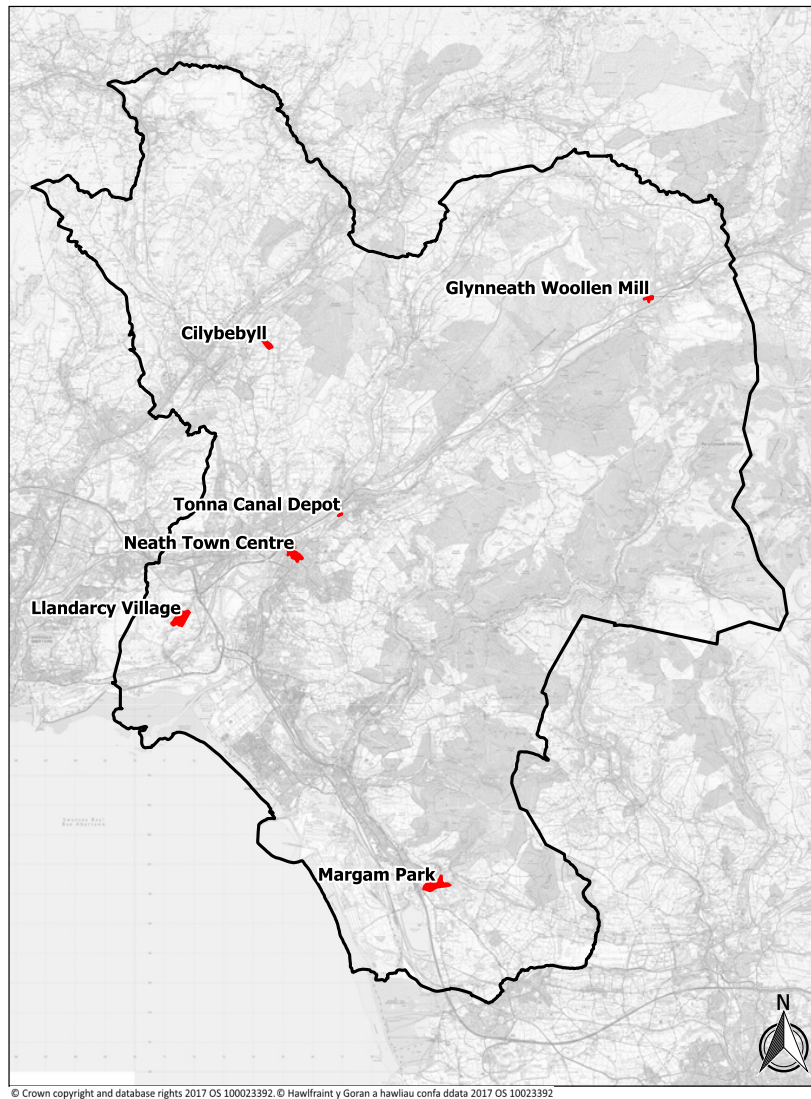 Glynneath Woollen Mill
Cilybebyll
Tonna Canal Depot
Neath Town Centre
Llandarcy Village
Margam Park
N
© Crown copyright and database rights 2017 OS 100023392.© Hawlfraint y Goran a hawliau confa ddata 2017 OS 10023392